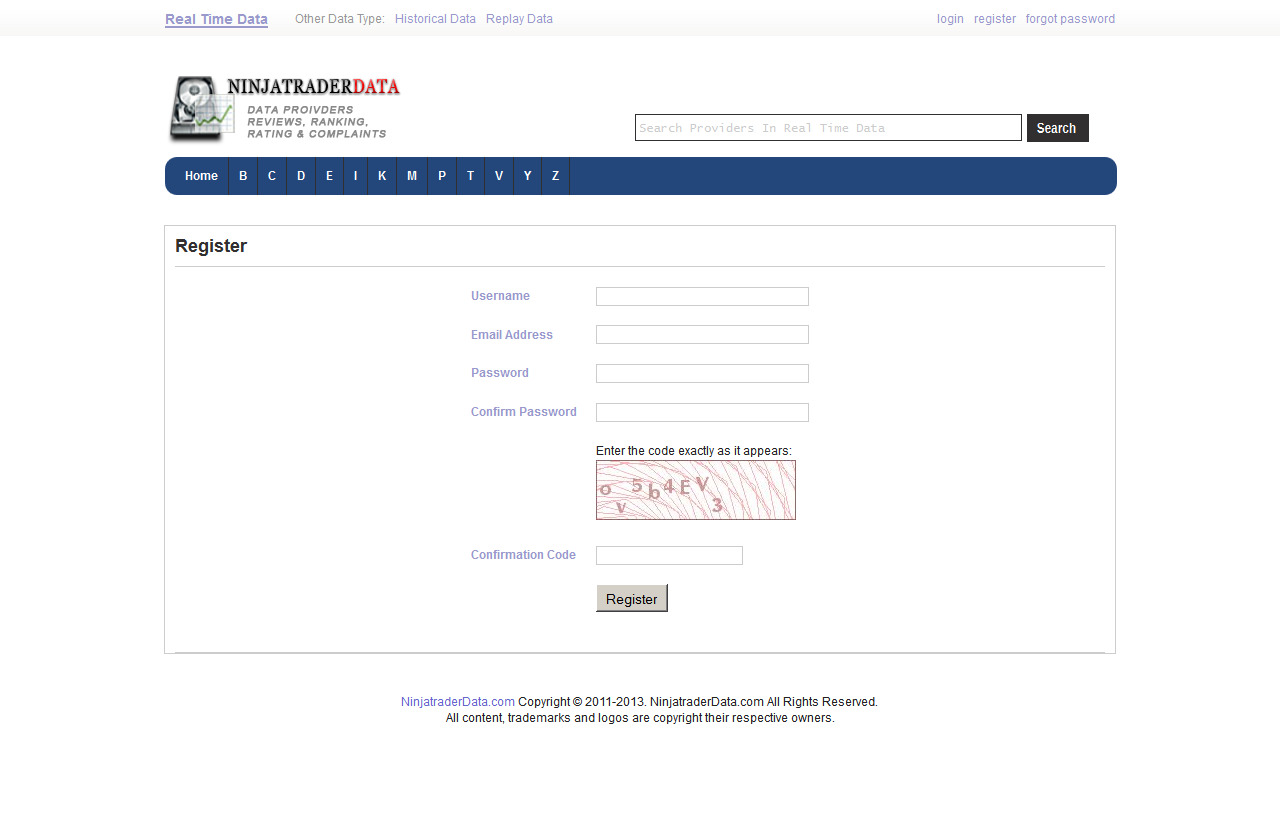 Real Time Data Other Data Type: Historical Data Replay Data login register forgot password
NINJATRADERDATA
DATA PROIVDERS
REVIEWS, RANKING,
RATING & COMPLAINTS
Search Providers In Real Time Data Search
Home B C D E I K M P T V Y Z
Register
Username
Email Address
Password
Confirm Password
Enter the code exactly as it appears:
o v 5 b 4 E V 3
Confirmation Code
Register
NinjatraderData.com Copyright © 2011-2013. NinjatraderData.com All Rights Reserved.
All content, trademarks and logos are copyright their respective owners.